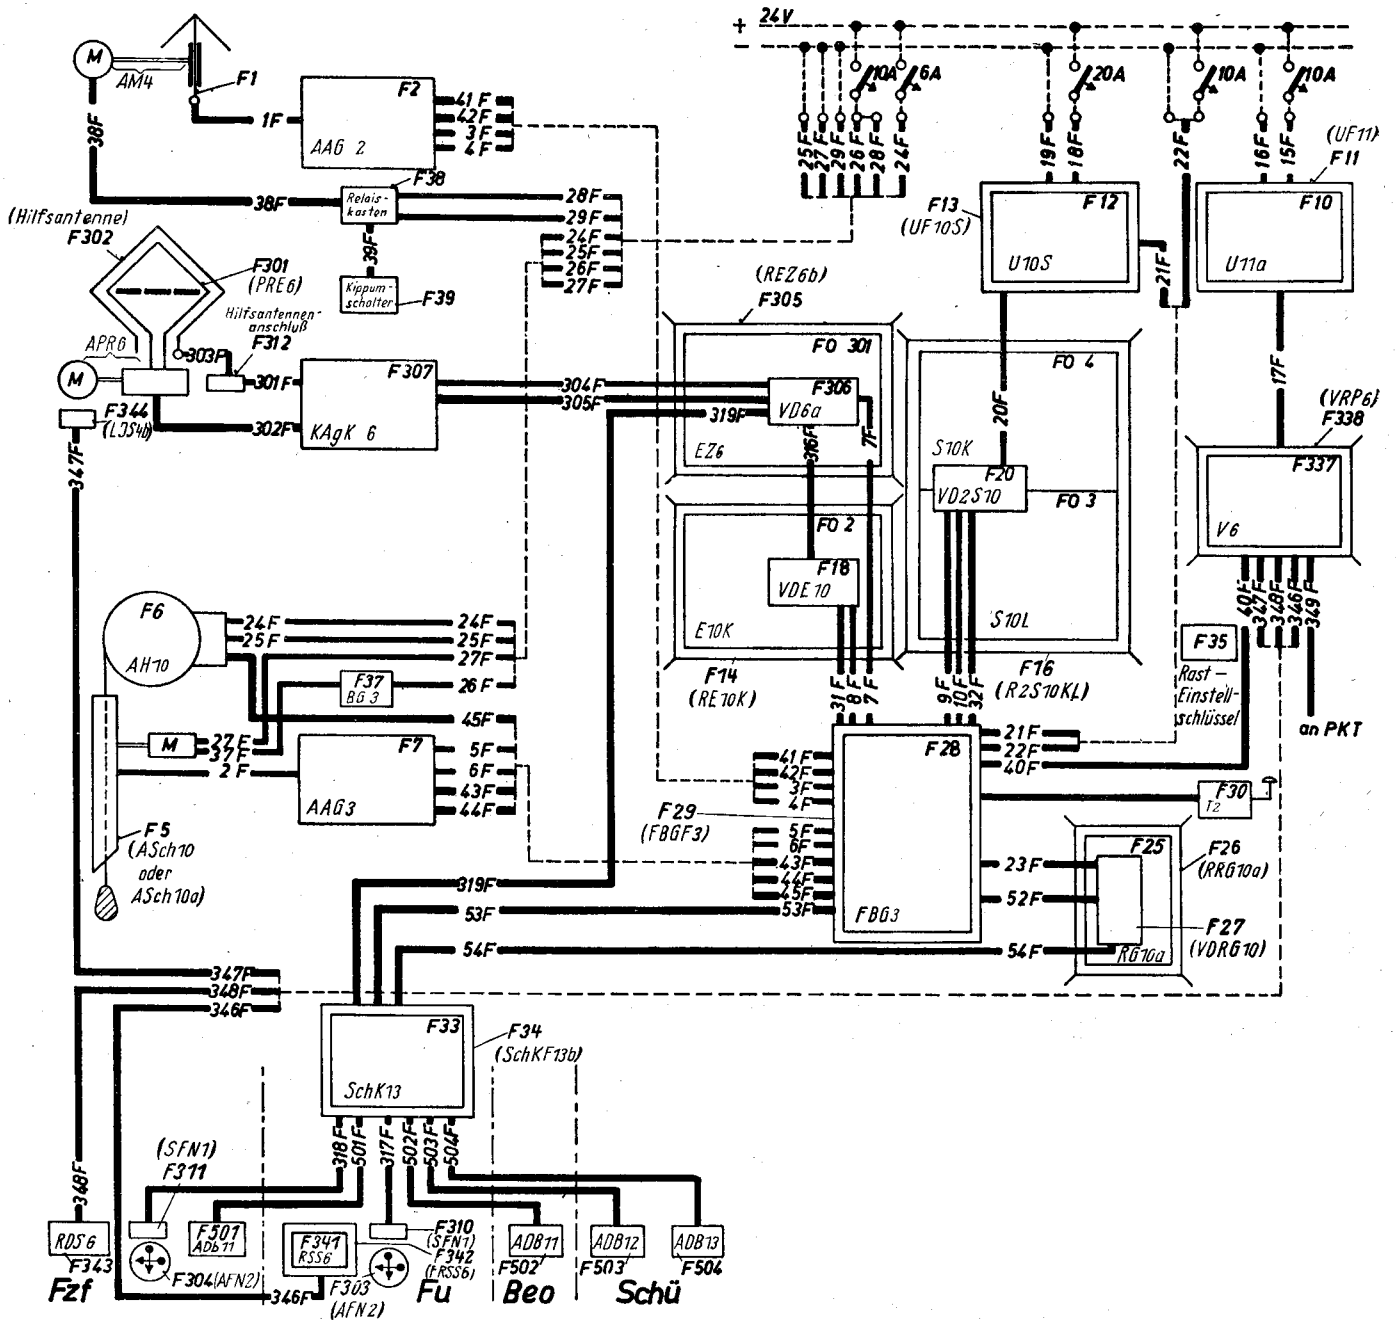 + 24V
-
M
AM4
F1
38F
1F
F2
AAG 2
41F
42F
3F
4F
10A
6A
20A
10A
10A
25F
27F
29F
26F
28F
24F
19F
18F
22F
16F
15F
(UF11)
F11
F38
Relais-
kasten
38F
28F
29F
24F
25F
26F
27F
39F
Kippum-
schalter
F39
(Hilfsantenne)
F302
F301
(PRE6)
Hilfsantennen-
anschluß
F312
APR6
M
303F
301F
F344
(LDS4b)
302F
347F
F307
KAgK 6
304F
305F
319F
(REZ6b)
F305
FO 301
F306
VD6a
EZ6
316F
7F
F13
(UF10S)
F12
U10S
21F
F10
U11a
20F
17F
FO 4
S10K
F20
VD2S10
FO 3
S10L
F16
(R2S10KL)
(VRP6)
F338
F337
V6
40F
347F
348F
346F
349F
F35
Rast-
Einstell-
schlüssel
an PKT
FO 2
F18
VDE10
E10K
F14
(RE10K)
31F
8F
7F
9F
10F
32F
F6
AH10
24F
25F
24F
25F
27F
F37
BG 3
26F
45F
M
27F
37F
2F
F7
AAG3
5F
6F
43F
44F
F5
(ASch10
oder
ASch10a)
F29
(FBGF3)
41F
42F
3F
4F
5F
6F
43F
44F
45F
53F
F28
FBG3
21F
22F
40F
F30
T2
23F
52F
F25
RG10a
F26
(RRG10a)
F27
(VDRG10)
319F
53F
54F
54F
347F
348F
346F
F33
SchK13
F34
(SchKF13b)
318F
501F
317F
502F
503F
504F
348F
(SFN1)
F311
RDS6
F343
F501
ADb11
F304(AFN2)
F341
RSS6
F310
(SFN1)
F342
(FRSS6)
F303
(AFN2)
346F
ADB11
F502
ADB12
F503
ADB13
F504
Fzf
Fu
Beo
Schü